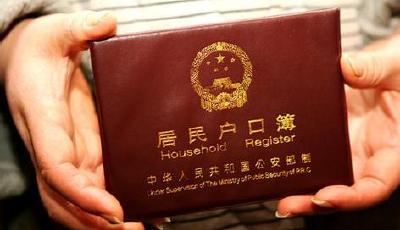 居民户口簿
Household Register
中华人民共和国公安部制
Under Supervision of The Ministry of Public Security of P.R.C